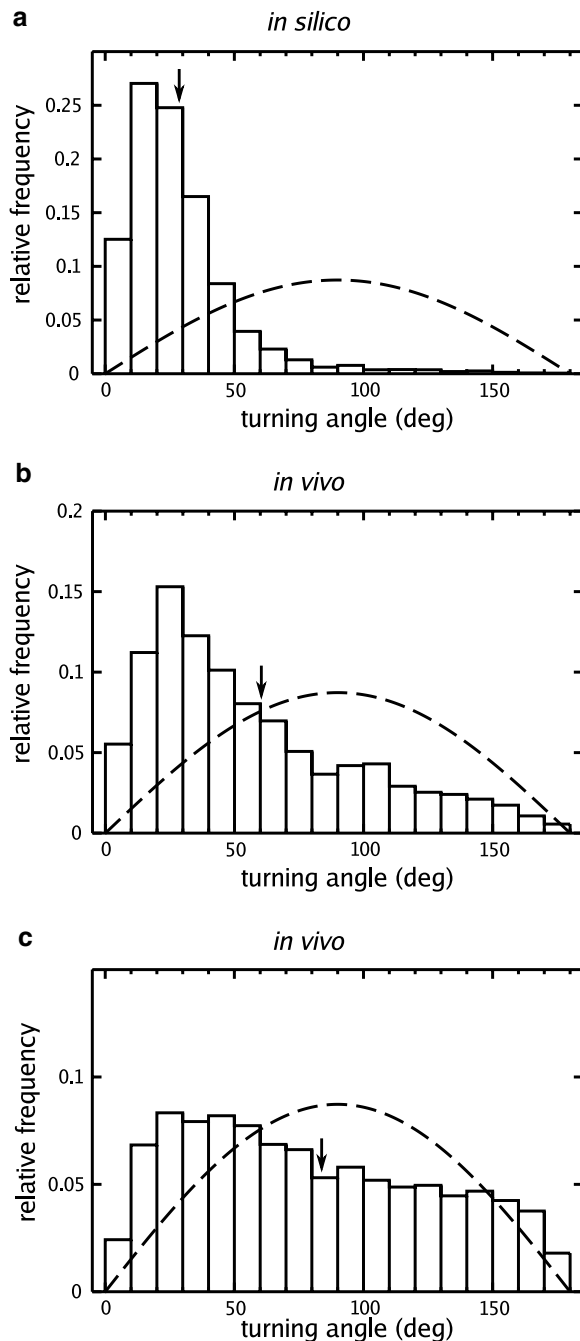 a
in silico
relative frequency
0.25
0.2
0.15
0.1
0.05
0
0 50 100 150
turning angle (deg)
b
in vivo
relative frequency
0.2
0.15
0.1
0.05
0
0 50 100 150
turning angle (deg)
c
in vivo
relative frequency
0.1
0.05
0
0 50 100 150
turning angle (deg)